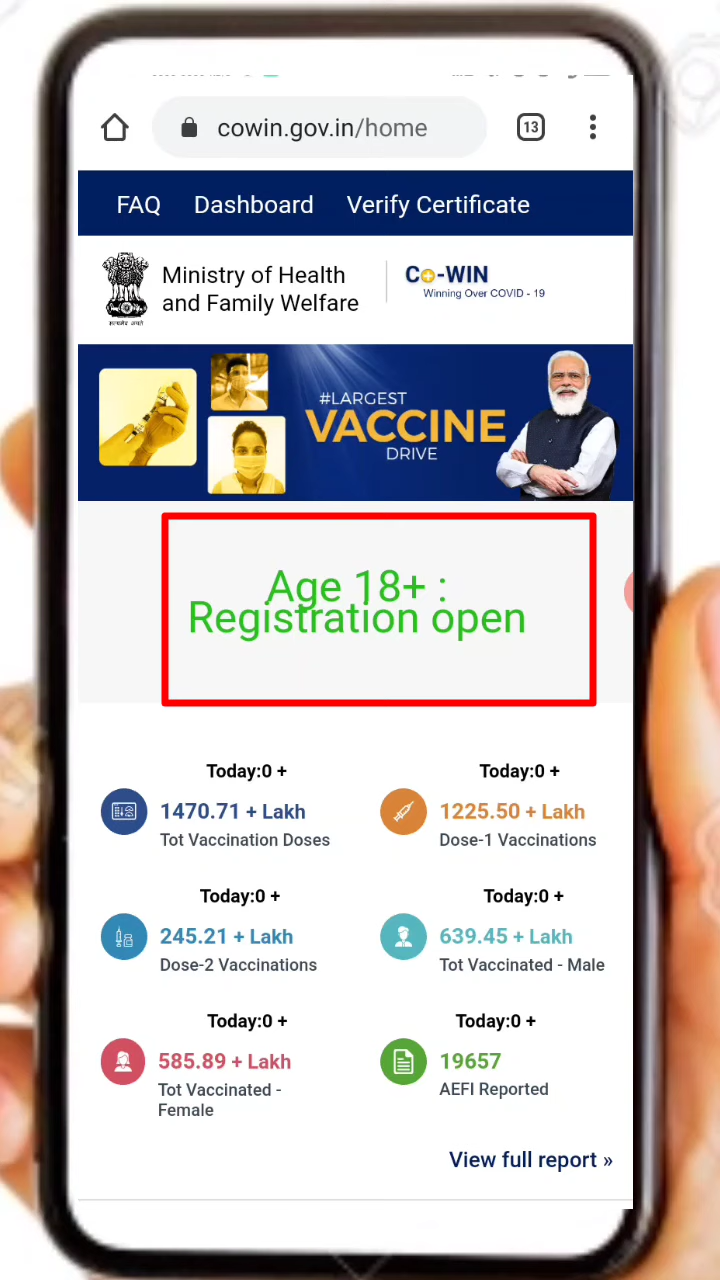 cowin.gov.in/home
13
FAQ Dashboard Verify Certificate
Ministry of Health
and Family Welfare
Co-WIN
Winning Over COVID - 19
सत्यमेव जयते
#LARGEST
VACCINE
DRIVE
Age 18+ :
Registration open
Today:0 +
1470.71 + Lakh
Tot Vaccination Doses
Today:0 +
1225.50 + Lakh
Dose-1 Vaccinations
Today:0 +
245.21 + Lakh
Dose-2 Vaccinations
Today:0 +
639.45 + Lakh
Tot Vaccinated - Male
Today:0 +
585.89 + Lakh
Tot Vaccinated -
Female
Today:0 +
19657
AEFI Reported
View full report »